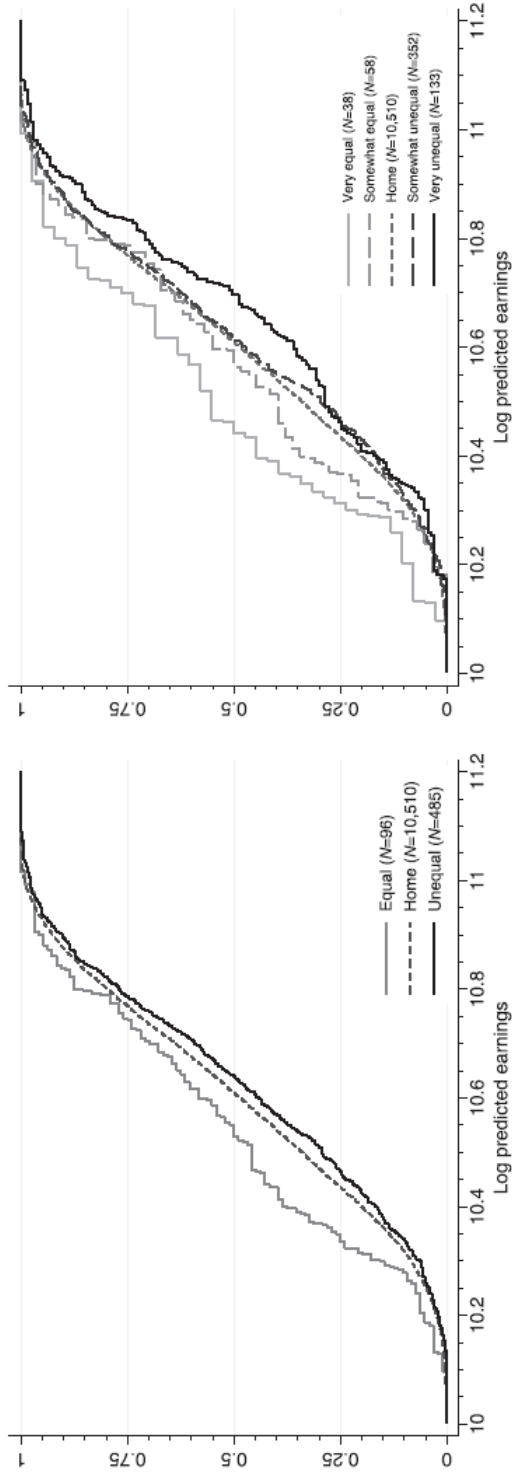 1
0.75
0.5
0.25
0
10
10.2
10.4
10.6
10.8
11
11.2
Log predicted earnings
Equal (N=96)
Home (N=10,510)
Unequal (N=485)
1
0.75
0.5
0.25
0
10
10.2
10.4
10.6
10.8
11
11.2
Log predicted earnings
Very equal (N=38)
Somewhat equal (N=58)
Home (N=10,510)
Somewhat unequal (N=352)
Very unequal (N=133)